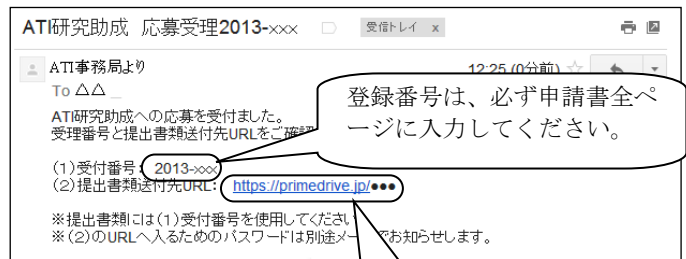 ATI研究助成 応募受理2013-xxx 受信トレイ x
ATI事務局より 12:25 (0分前)
To △△
ATI研究助成への応募を受付ました。
受理番号と提出書類送付先URLをご確認
登録番号は、必ず申請書全ペ
ージに入力してください。
(1)受付番号: 2013-xxx
(2)提出書類送付先URL: https://primedrive.jp/●●●
※提出書類には(1)受付番号を使用してください
※(2)のURLへ入るためのパスワードは別途メー でお知らせします。